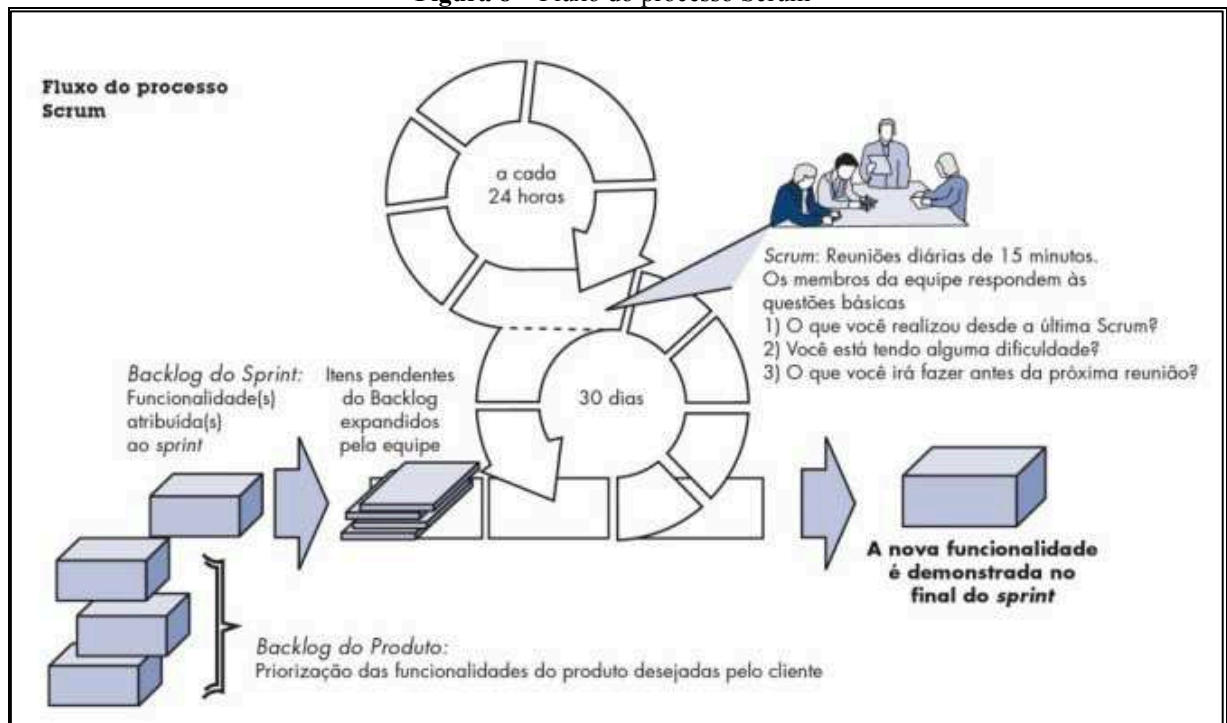 Fluxo do processo
Scrum
a cada
24 horas
Scrum: Reuniões diárias de 15 minutos.
Os membros da equipe respondem às
questões básicas
1) O que você realizou desde a última Scrum?
2) Você está tendo alguma dificuldade?
3) O que você irá fazer antes da próxima reunião?
Backlog do Sprint:
Funcionalidade(s)
atribuída(s)
ao sprint
Itens pendentes
do Backlog
expandidos
pela equipe
30 dias
A nova funcionalidade
é demonstrada no
final do sprint
Backlog do Produto:
Priorização das funcionalidades do produto desejadas pelo cliente